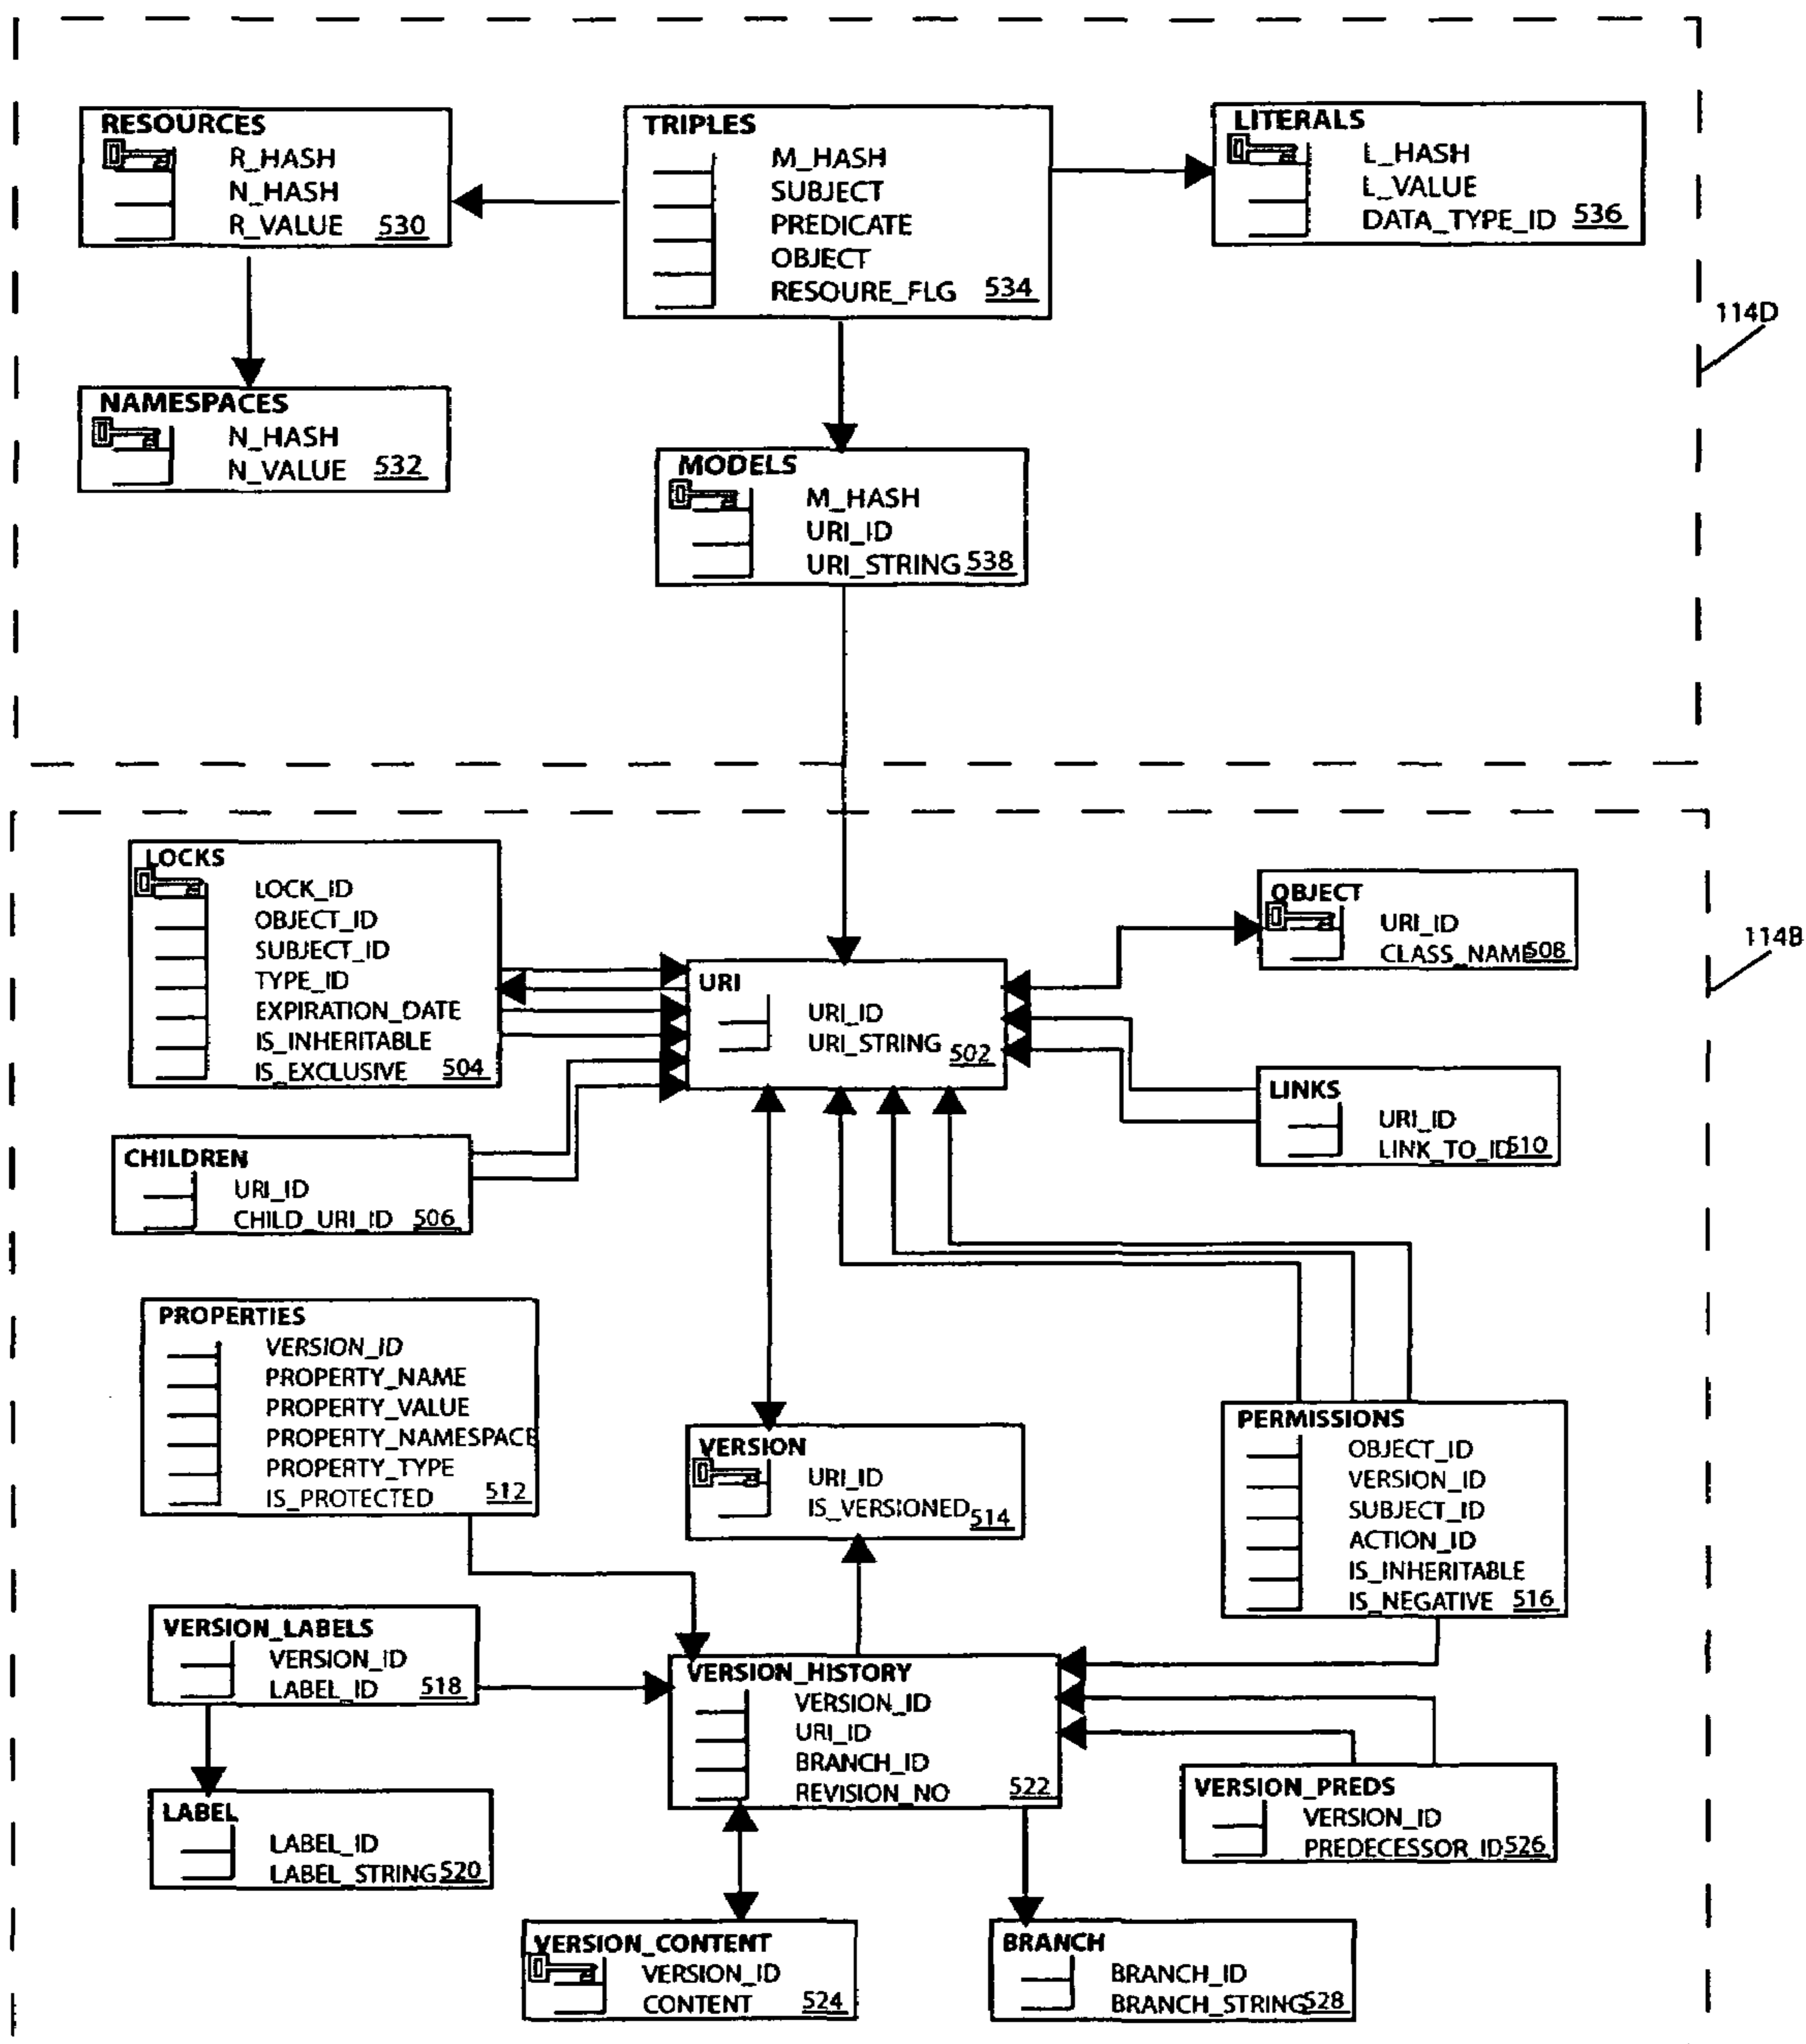 RESOURCES
R_HASH
N_HASH
R_VALUE 530
TRIPLES
M_HASH
SUBJECT
PREDICATE
OBJECT
RESOURE_FLG 534
LITERALS
L_HASH
L_VALUE
DATA_TYPE_ID 536
114D
NAMESPACES
N_HASH
N_VALUE 532
MODELS
M_HASH
URI_ID
URI_STRING 538
LOCKS
LOCK_ID
OBJECT_ID
SUBJECT_ID
TYPE_ID
EXPIRATION_DATE
IS_INHERITABLE
IS_EXCLUSIVE 504
URI
URI_ID
URI_STRING 502
OBJECT
URI_ID
CLASS_NAME 508
114B
LINKS
URI_ID
LINK_TO_ID 510
CHILDREN
URI_ID
CHILD_URI_ID 506
PROPERTIES
VERSION_ID
PROPERTY_NAME
PROPERTY_VALUE
PROPERTY_NAMESPACE
PROPERTY_TYPE
IS_PROTECTED 512
VERSION
URI_ID
IS_VERSIONED 514
PERMISSIONS
OBJECT_ID
VERSION_ID
SUBJECT_ID
ACTION_ID
IS_INHERITABLE
IS_NEGATIVE 516
VERSION_LABELS
VERSION_ID
LABEL_ID 518
VERSION_HISTORY
VERSION_ID
URI_ID
BRANCH_ID
REVISION_NO 522
VERSION_PREDS
VERSION_ID
PREDECESSOR_ID 526
LABEL
LABEL_ID
LABEL_STRING 520
VERSION_CONTENT
VERSION_ID
CONTENT 524
BRANCH
BRANCH_ID
BRANCH_STRING 528